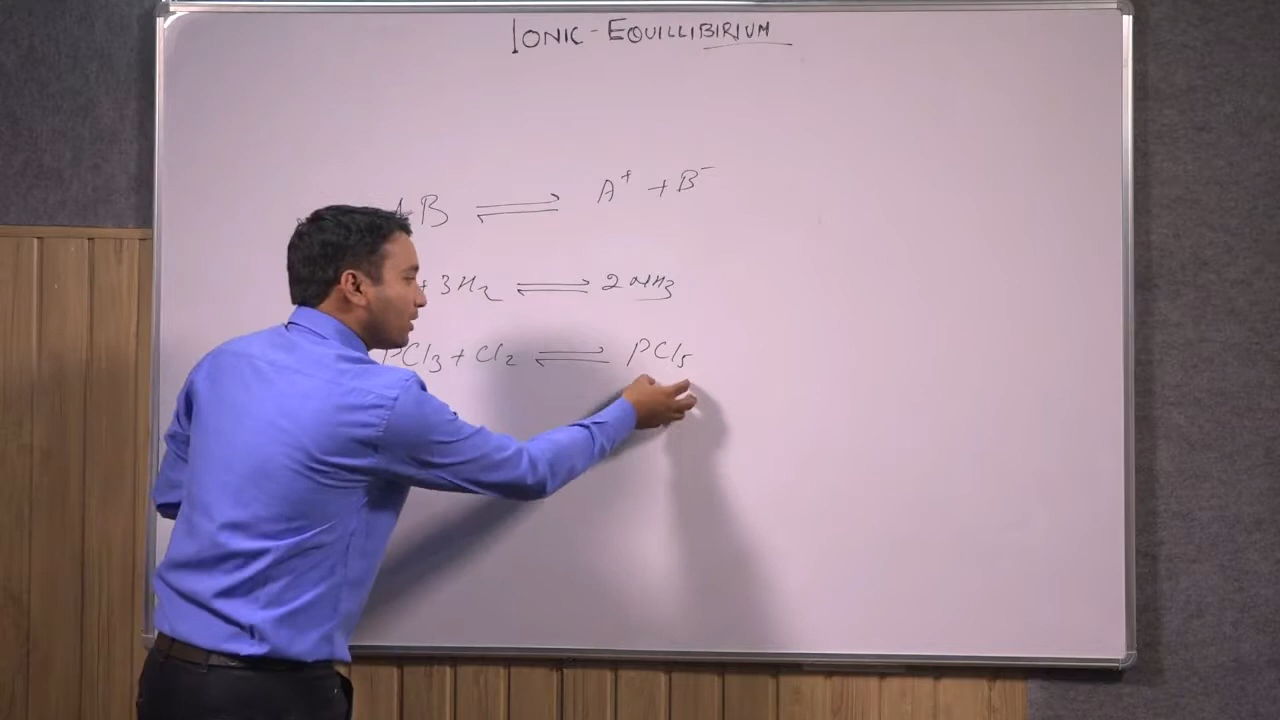 IONIC-EQUILLIBIRIUM
AB ⇌ A⁺ + B⁻
+ 3H₂ ⇌ 2NH₃
PCl₃ + Cl₂ ⇌ PCl₅